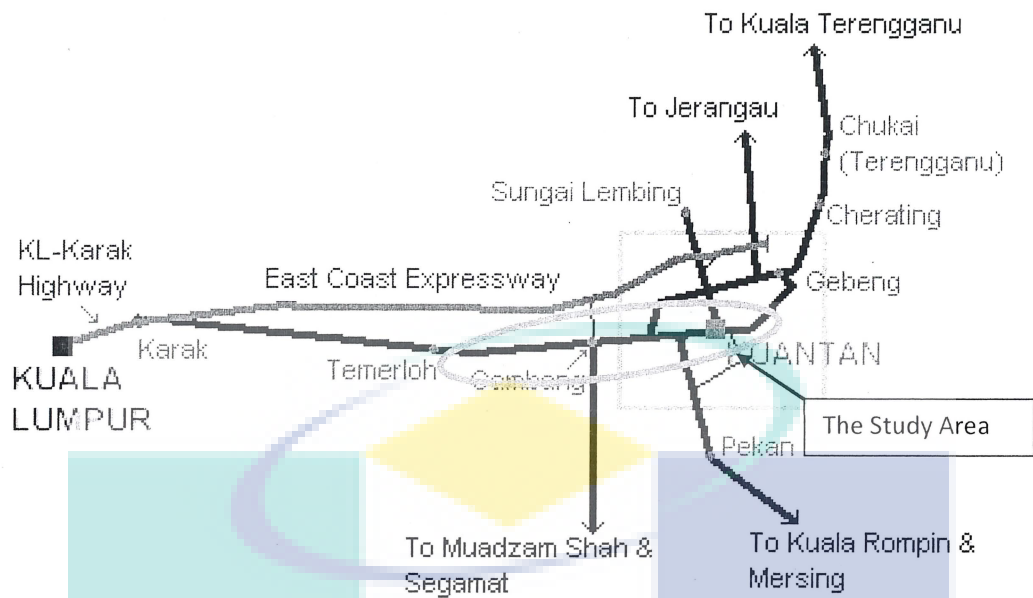 To Kuala Terengganu
To Jerangau
Chukai
(Terengganu)
Sungai Lembing
Cherating
KL-Karak
Highway
East Coast Expressway
Gebeng
Karak
Temerloh
Gambang
KUANTAN
KUALA
LUMPUR
The Study Area
Pekan
To Muadzam Shah &
Segamat
To Kuala Rompin &
Mersing